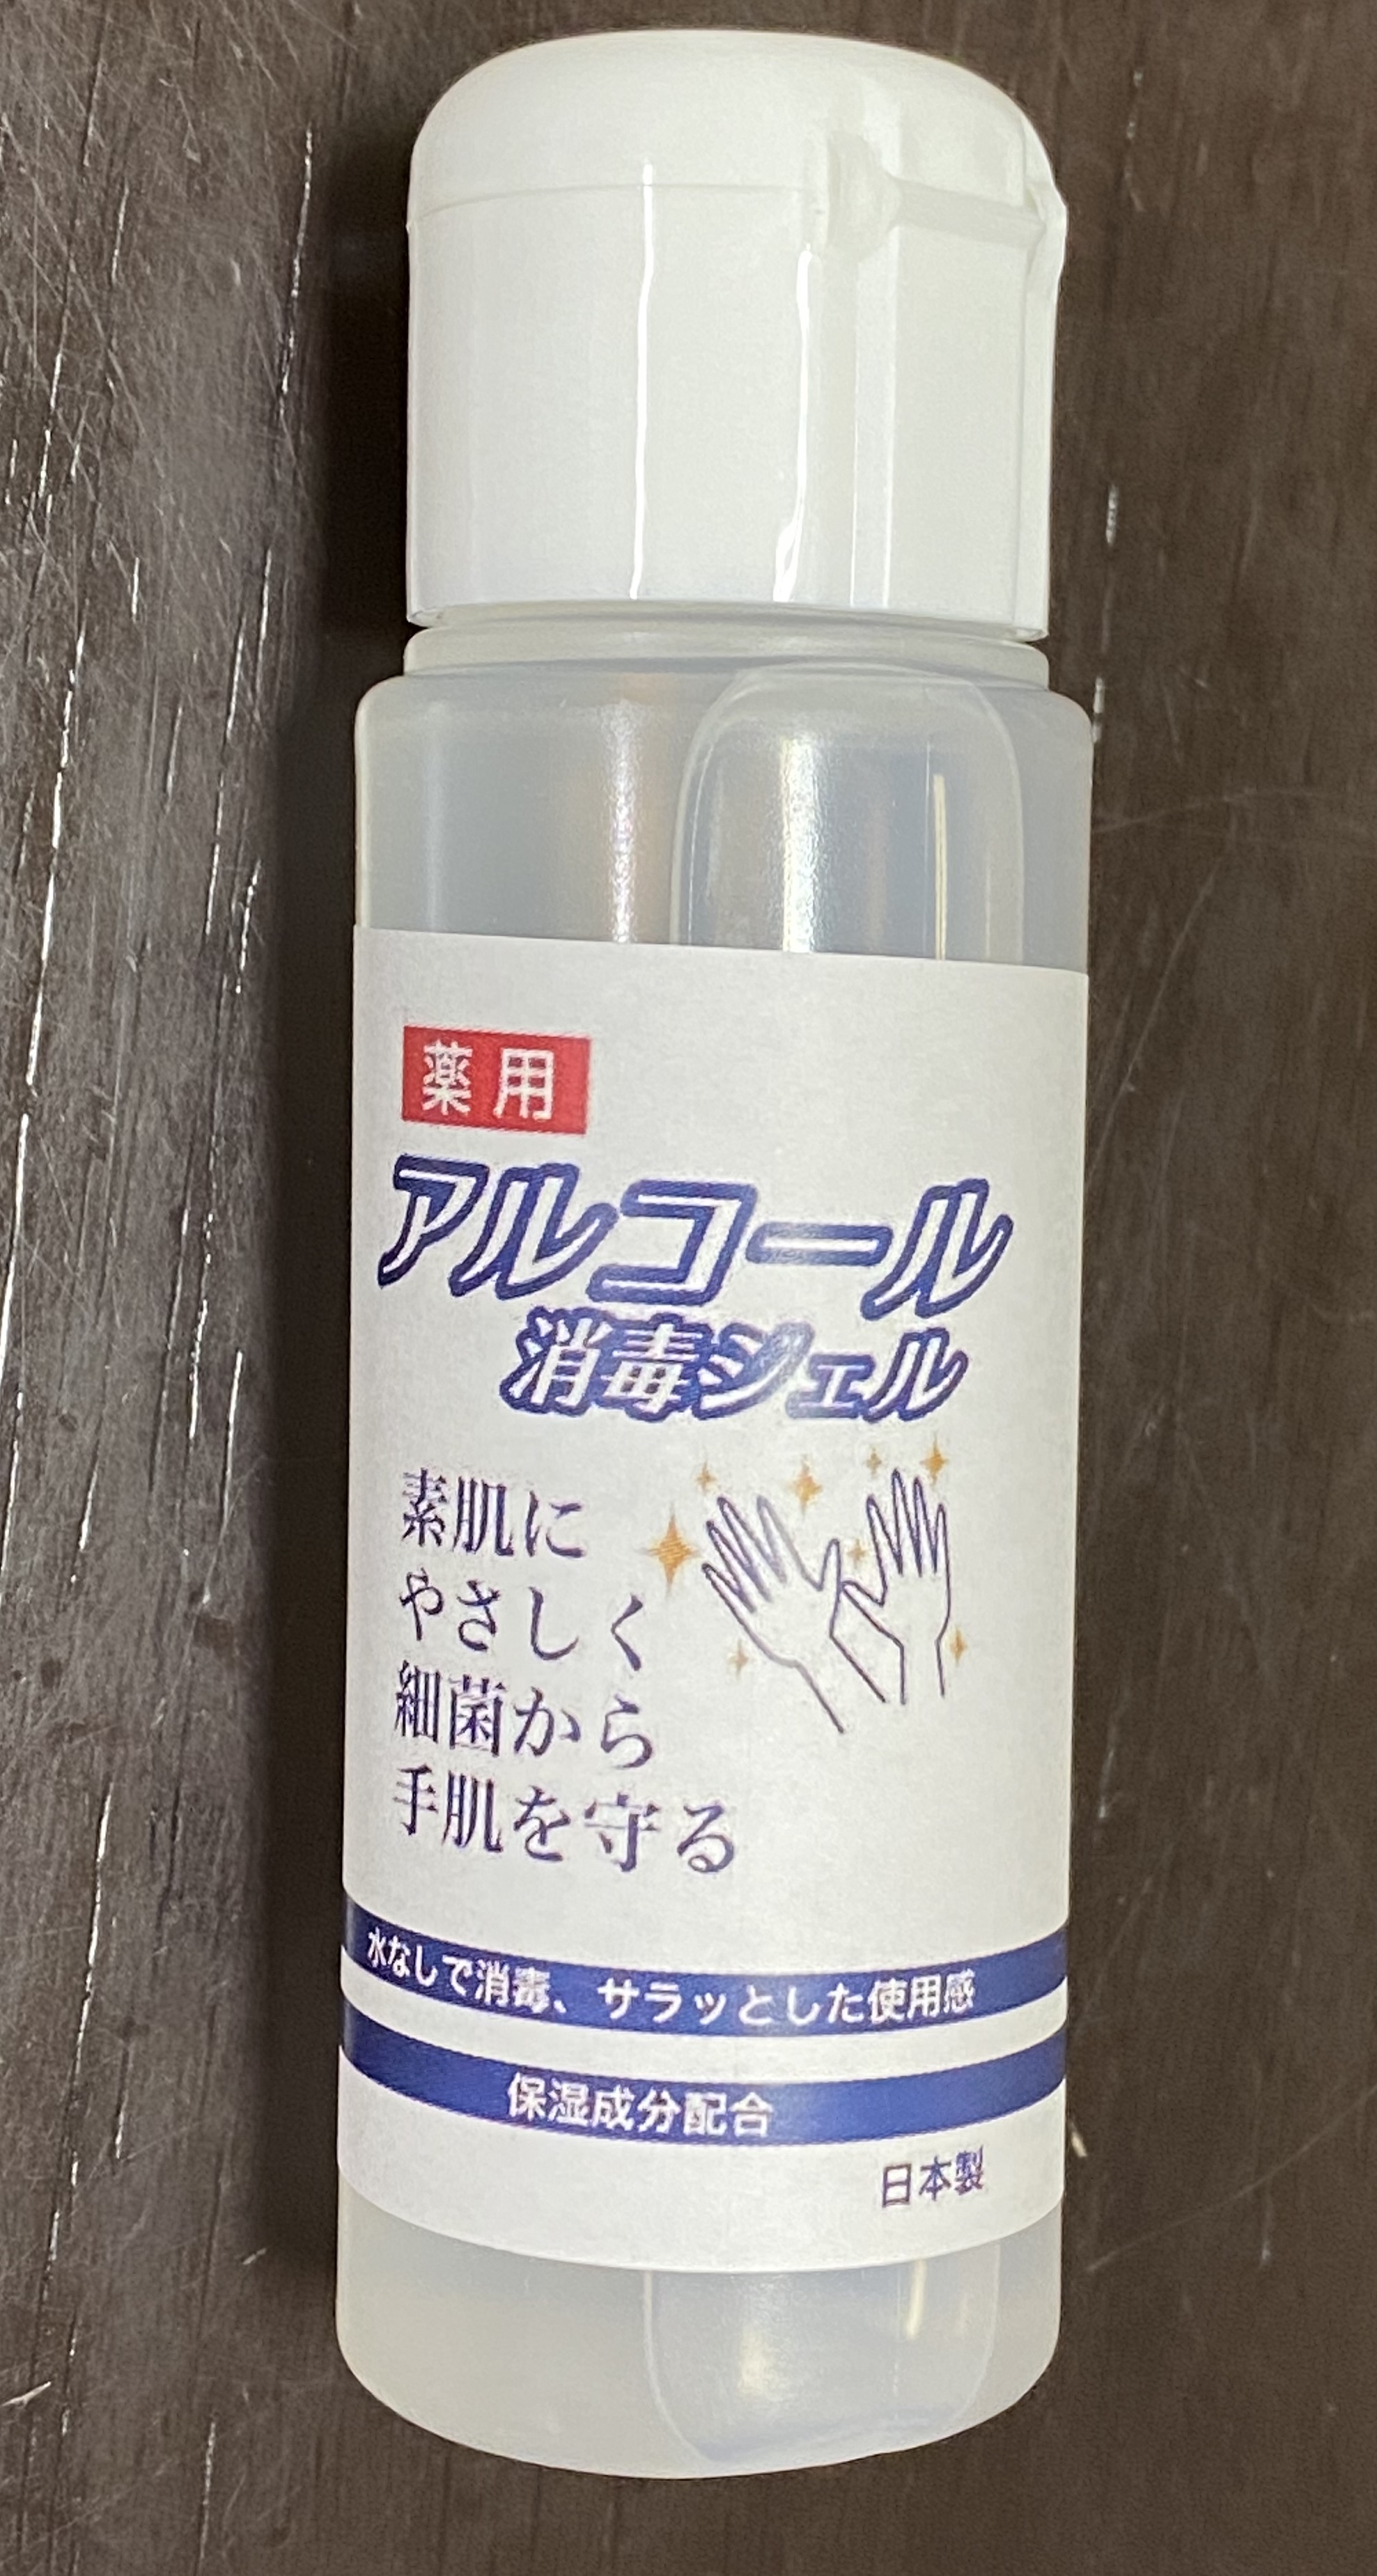 薬用
アルコール
消毒ジェル
素肌に
やさしく
細菌から
手肌を守る
水なしで消毒、サラッとした使用感
保湿成分配合
日本製